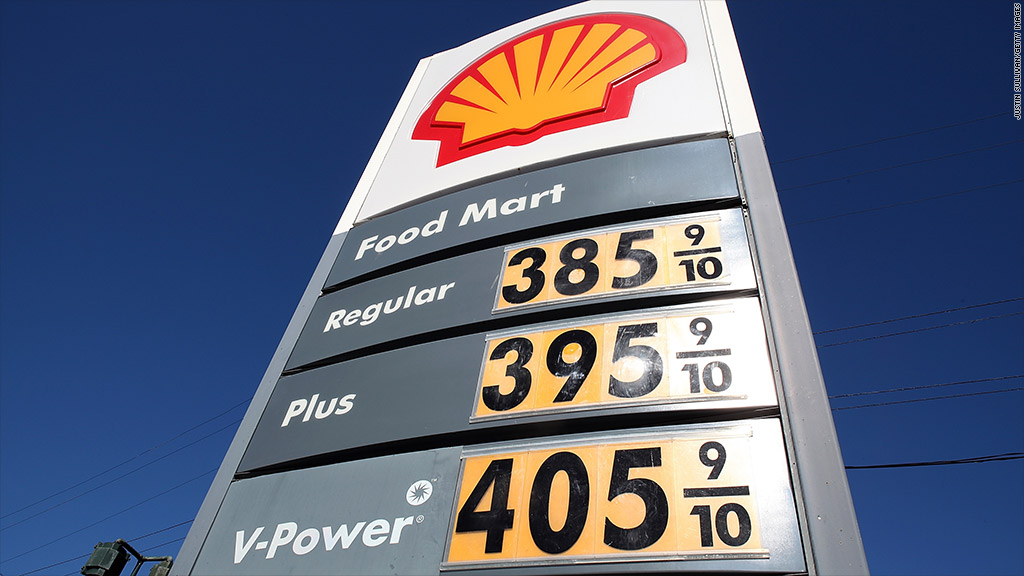 JUSTIN SULLIVAN/GETTY IMAGES
Food Mart
Regular 385 9/10
Plus 395 9/10
V-Power® 405 9/10